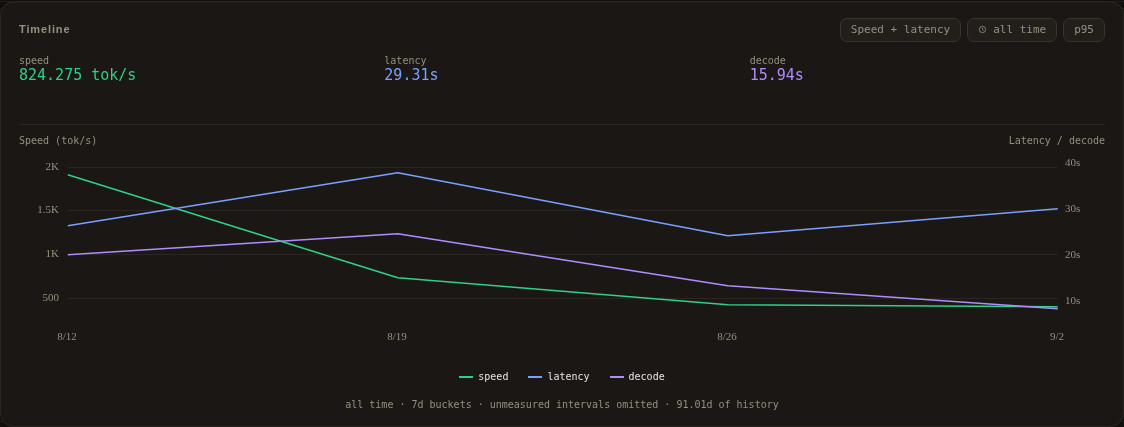 Timeline
Speed + latency
all time
p95
speed
824.275 tok/s
latency
29.31s
decode
15.94s
Speed (tok/s)
Latency / decode
2K
1.5K
1K
500
40s
30s
20s
10s
8/12
8/19
8/26
9/2
speed
latency
decode
all time · 7d buckets · unmeasured intervals omitted · 91.01d of history